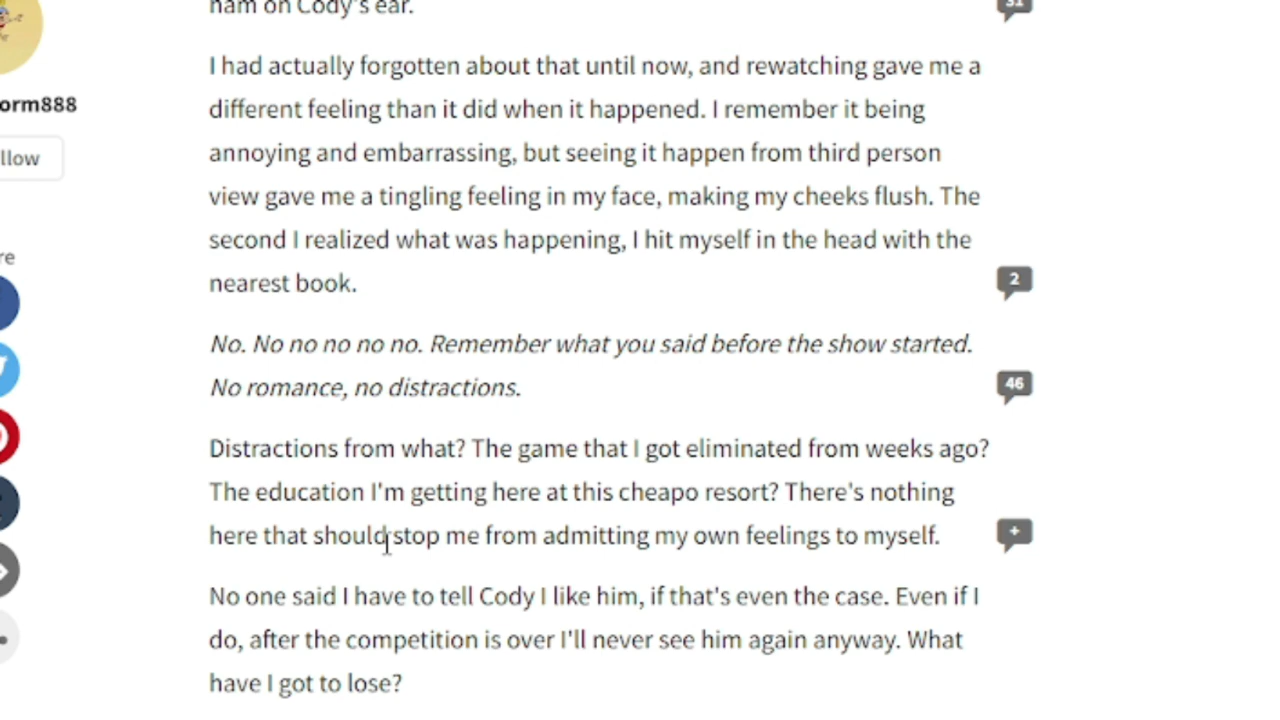 ham on Cody's ear.
31
I had actually forgotten about that until now, and rewatching gave me a
different feeling than it did when it happened. I remember it being
orm888
annoying and embarrassing, but seeing it happen from third person
llow
view gave me a tingling feeling in my face, making my cheeks flush. The
second I realized what was happening, I hit myself in the head with the
re
nearest book.
2
No. No no no no no. Remember what you said before the show started.
No romance, no distractions.
46
Distractions from what? The game that I got eliminated from weeks ago?
The education I'm getting here at this cheapo resort? There's nothing
here that should stop me from admitting my own feelings to myself.
+
No one said I have to tell Cody I like him, if that's even the case. Even if I
do, after the competition is over I'll never see him again anyway. What
have I got to lose?